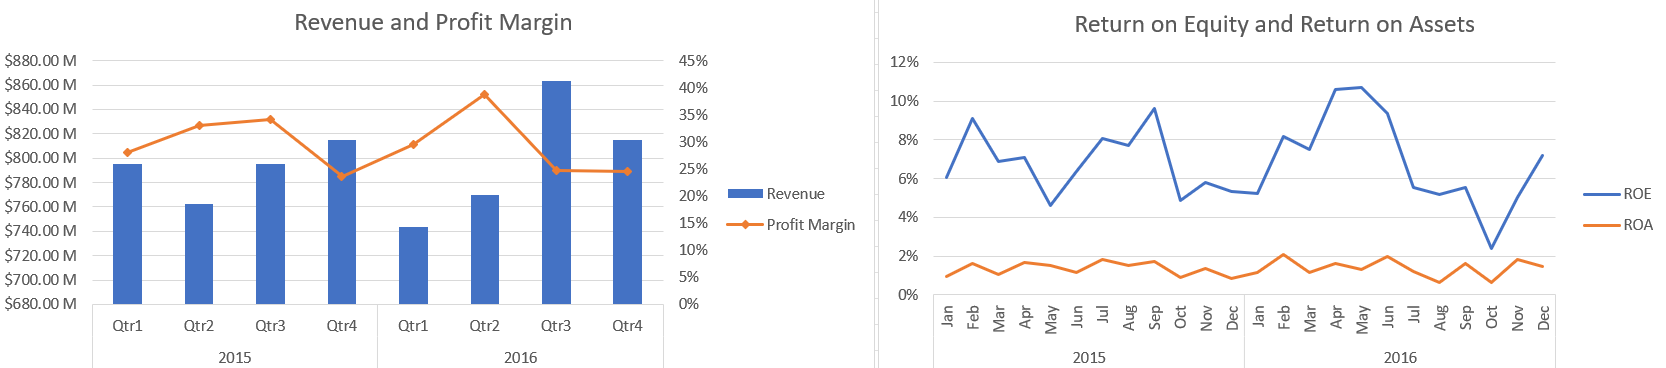 Revenue and Profit Margin
$880.00 M
$860.00 M
$840.00 M
$820.00 M
$800.00 M
$780.00 M
$760.00 M
$740.00 M
$720.00 M
$700.00 M
$680.00 M
45%
40%
35%
30%
25%
20%
15%
10%
5%
0%
Qtr1 Qtr2 Qtr3 Qtr4 Qtr1 Qtr2 Qtr3 Qtr4
2015 2016
Revenue
Profit Margin
Return on Equity and Return on Assets
12%
10%
8%
6%
4%
2%
0%
Jan Feb Mar Apr May Jun Jul Aug Sep Oct Nov Dec Jan Feb Mar Apr May Jun Jul Aug Sep Oct Nov Dec
2015 2016
ROE
ROA